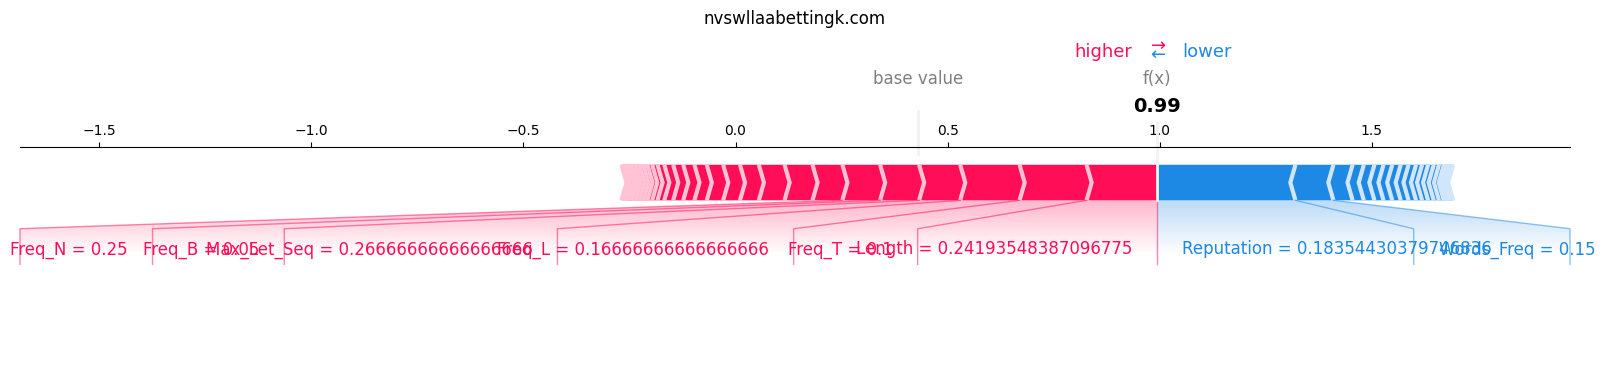 nvswllaabettingk.com
higher → ← lower
base value f(x)
0.99
−1.5 −1.0 −0.5 0.0 0.5 1.0 1.5
Freq_N = 0.25 Freq_B = 0.05 Max_Let_Seq = 0.26666666666666666 Freq_L = 0.16666666666666666 Freq_T = 0.1 Length = 0.24193548387096775 Reputation = 0.18354430379746836 Words_Freq = 0.15